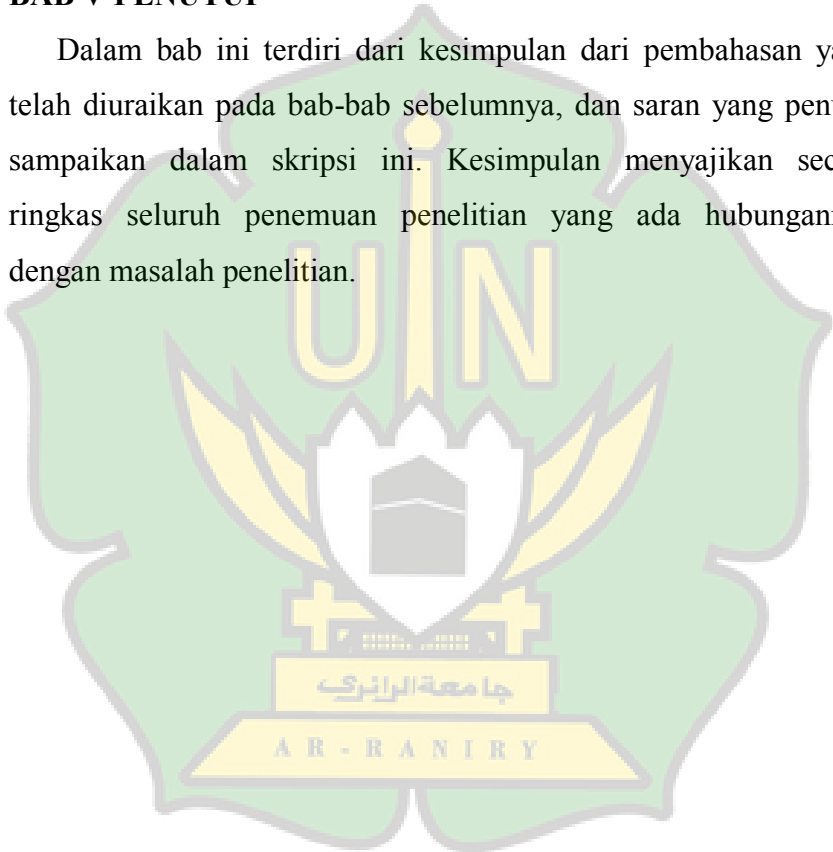 BAB V PENUTUP
Dalam bab ini terdiri dari kesimpulan dari pembahasan
telah diuraikan pada bab-bab sebelumnya, dan saran yang
sampaikan dalam skripsi ini. Kesimpulan menyajikan
ringkas seluruh penemuan penelitian yang ada
dengan masalah penelitian.
UIN
جامعة الرانري
AR-RANIRY